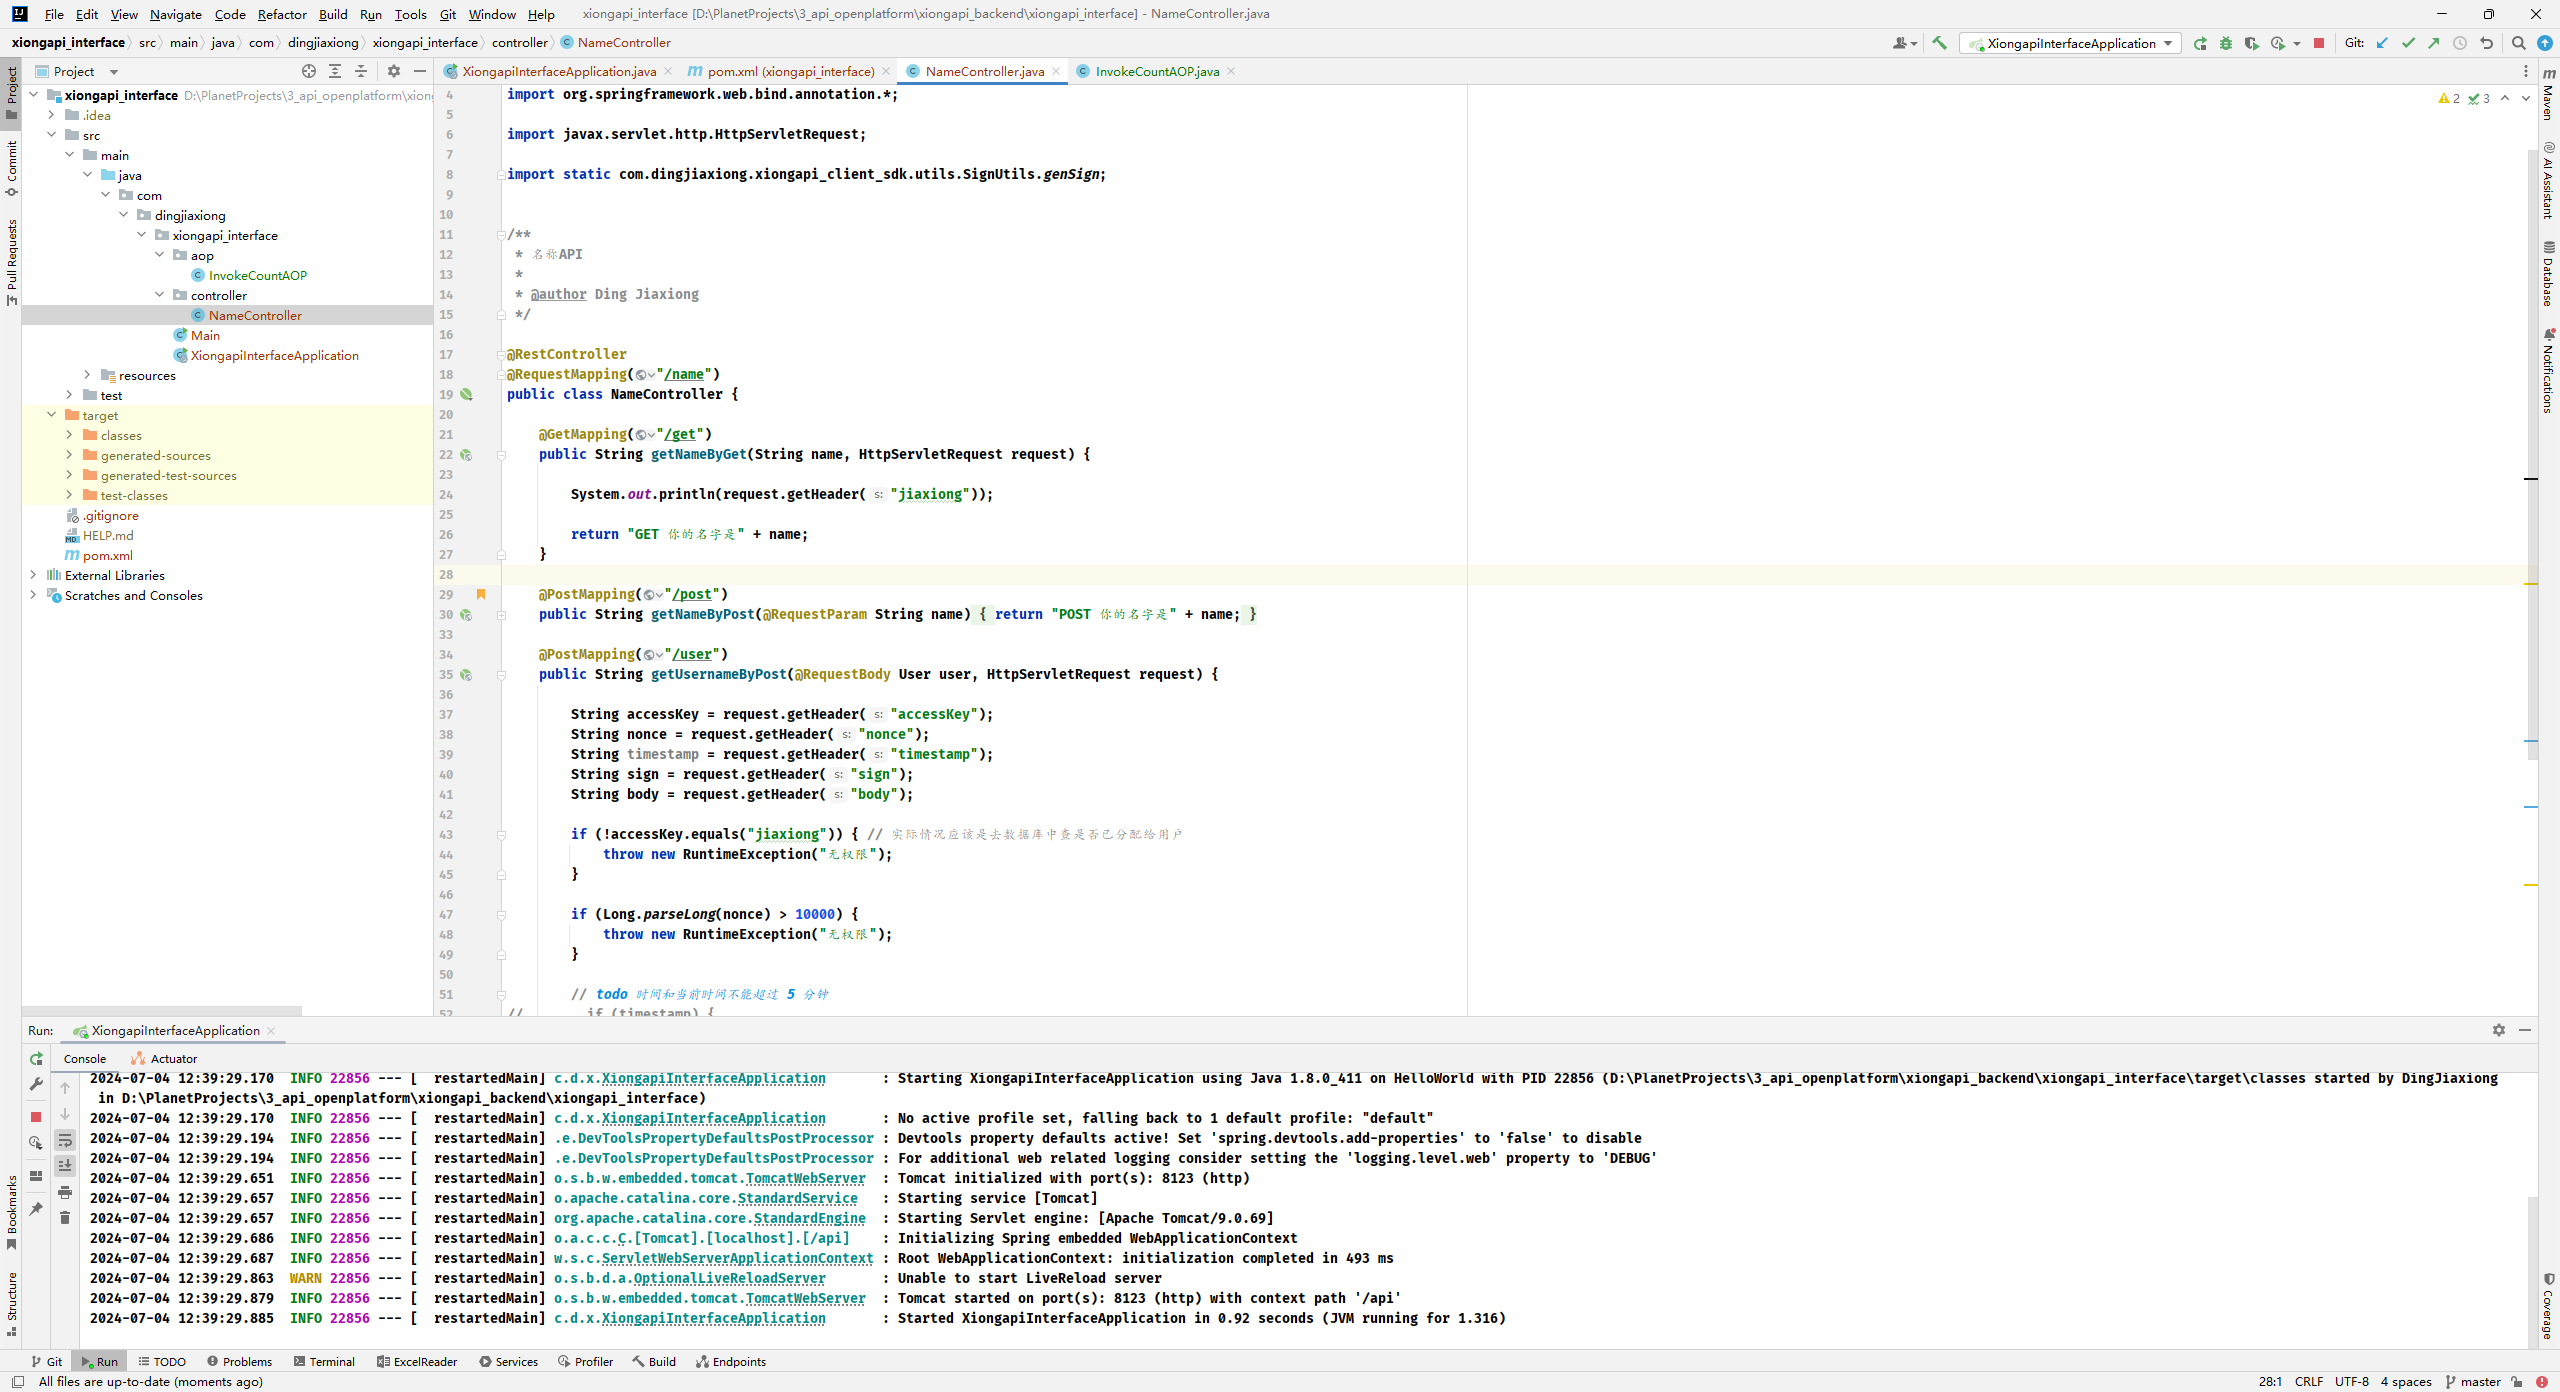 File Edit View Navigate Code Refactor Build Run Tools Git Window Help xiongapi_interface [D:\PlanetProjects\3_api_openplatform\xiongapi_backend\xiongapi_interface] - NameController.java
xiongapi_interface src main java com dingjiaxiong xiongapi_interface controller NameController XiongapiInterfaceApplication Git:
Project XiongapiInterfaceApplication.java pom.xml (xiongapi_interface) NameController.java InvokeCountAOP.java
xiongapi_interface D:\PlanetProjects\3_api_openplatform\xiong
.idea
src
main
java
com
dingjiaxiong
xiongapi_interface
aop
InvokeCountAOP
controller
NameController
Main
XiongapiInterfaceApplication
resources
test
target
classes
generated-sources
generated-test-sources
test-classes
.gitignore
HELP.md
pom.xml
External Libraries
Scratches and Consoles
Project
Commit
Pull Requests
Bookmarks
Structure
2 3
4 import org.springframework.web.bind.annotation.*;
5
6 import javax.servlet.http.HttpServletRequest;
7
8 import static com.dingjiaxiong.xiongapi_client_sdk.utils.SignUtils.genSign;
9
10
11 /**
12 * 名称API
13 *
14 * @author Ding Jiaxiong
15 */
16
17 @RestController
18 @RequestMapping("/name")
19 public class NameController {
20
21 @GetMapping("/get")
22 public String getNameByGet(String name, HttpServletRequest request) {
23
24 System.out.println(request.getHeader( s: "jiaxiong"));
25
26 return "GET 你的名字是" + name;
27 }
28
29 @PostMapping("/post")
30 public String getNameByPost(@RequestParam String name) { return "POST 你的名字是" + name; }
33
34 @PostMapping("/user")
35 public String getUsernameByPost(@RequestBody User user, HttpServletRequest request) {
36
37 String accessKey = request.getHeader( s: "accessKey");
38 String nonce = request.getHeader( s: "nonce");
39 String timestamp = request.getHeader( s: "timestamp");
40 String sign = request.getHeader( s: "sign");
41 String body = request.getHeader( s: "body");
42
43 if (!accessKey.equals("jiaxiong")) { // 实际情况应该是去数据库中查是否已分配给用户
44 throw new RuntimeException("无权限");
45 }
46
47 if (Long.parseLong(nonce) > 10000) {
48 throw new RuntimeException("无权限");
49 }
50
51 // todo 时间和当前时间不能超过 5 分钟
52 // if (timestamp) {
Maven
AI Assistant
Database
Notifications
Coverage
Run: XiongapiInterfaceApplication
Console Actuator
2024-07-04 12:39:29.170 INFO 22856 --- [ restartedMain] c.d.x.XiongapiInterfaceApplication : Starting XiongapiInterfaceApplication using Java 1.8.0_411 on HelloWorld with PID 22856 (D:\PlanetProjects\3_api_openplatform\xiongapi_backend\xiongapi_interface\target\classes started by DingJiaxiong
in D:\PlanetProjects\3_api_openplatform\xiongapi_backend\xiongapi_interface)
2024-07-04 12:39:29.170 INFO 22856 --- [ restartedMain] c.d.x.XiongapiInterfaceApplication : No active profile set, falling back to 1 default profile: "default"
2024-07-04 12:39:29.194 INFO 22856 --- [ restartedMain] .e.DevToolsPropertyDefaultsPostProcessor : Devtools property defaults active! Set 'spring.devtools.add-properties' to 'false' to disable
2024-07-04 12:39:29.194 INFO 22856 --- [ restartedMain] .e.DevToolsPropertyDefaultsPostProcessor : For additional web related logging consider setting the 'logging.level.web' property to 'DEBUG'
2024-07-04 12:39:29.651 INFO 22856 --- [ restartedMain] o.s.b.w.embedded.tomcat.TomcatWebServer : Tomcat initialized with port(s): 8123 (http)
2024-07-04 12:39:29.657 INFO 22856 --- [ restartedMain] o.apache.catalina.core.StandardService : Starting service [Tomcat]
2024-07-04 12:39:29.657 INFO 22856 --- [ restartedMain] org.apache.catalina.core.StandardEngine : Starting Servlet engine: [Apache Tomcat/9.0.69]
2024-07-04 12:39:29.686 INFO 22856 --- [ restartedMain] o.a.c.c.C.[Tomcat].[localhost].[/api] : Initializing Spring embedded WebApplicationContext
2024-07-04 12:39:29.687 INFO 22856 --- [ restartedMain] w.s.c.ServletWebServerApplicationContext : Root WebApplicationContext: initialization completed in 493 ms
2024-07-04 12:39:29.863 WARN 22856 --- [ restartedMain] o.s.b.d.a.OptionalLiveReloadServer : Unable to start LiveReload server
2024-07-04 12:39:29.879 INFO 22856 --- [ restartedMain] o.s.b.w.embedded.tomcat.TomcatWebServer : Tomcat started on port(s): 8123 (http) with context path '/api'
2024-07-04 12:39:29.885 INFO 22856 --- [ restartedMain] c.d.x.XiongapiInterfaceApplication : Started XiongapiInterfaceApplication in 0.92 seconds (JVM running for 1.316)
Git Run TODO Problems Terminal ExcelReader Services Profiler Build Endpoints
All files are up-to-date (moments ago) 28:1 CRLF UTF-8 4 spaces master